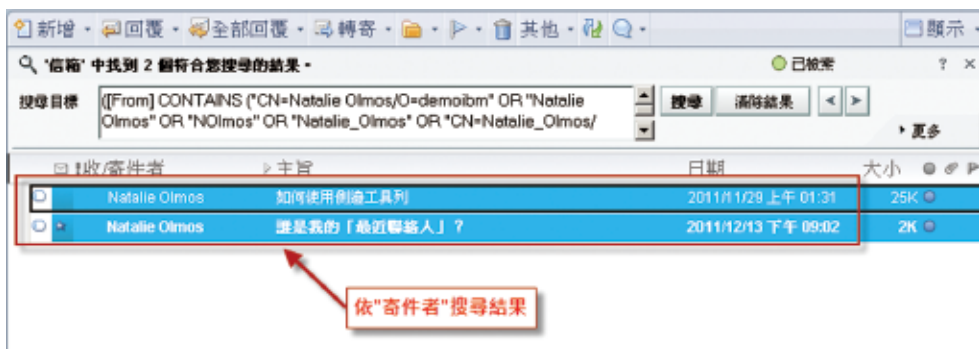 新增 回覆 全部回覆 轉寄 其他 顯示
'信箱' 中找到 2 個符合您搜尋的結果。 已檢索 ? ×
搜尋目標 ([From] CONTAINS ("CN=Natalie Olmos/O=demoibm" OR "Natalie 搜尋 清除結果
Olmos" OR "NOlmos" OR "Natalie_Olmos" OR "CN=Natalie_Olmos/
更多
! 收/寄件者 主旨 日期 大小
Natalie Olmos 如何使用側邊工具列 2011/11/29 上午 01:31 25K
Natalie Olmos 誰是我的「最近聯絡人」? 2011/12/13 下午 09:02 2K
依"寄件者"搜尋結果